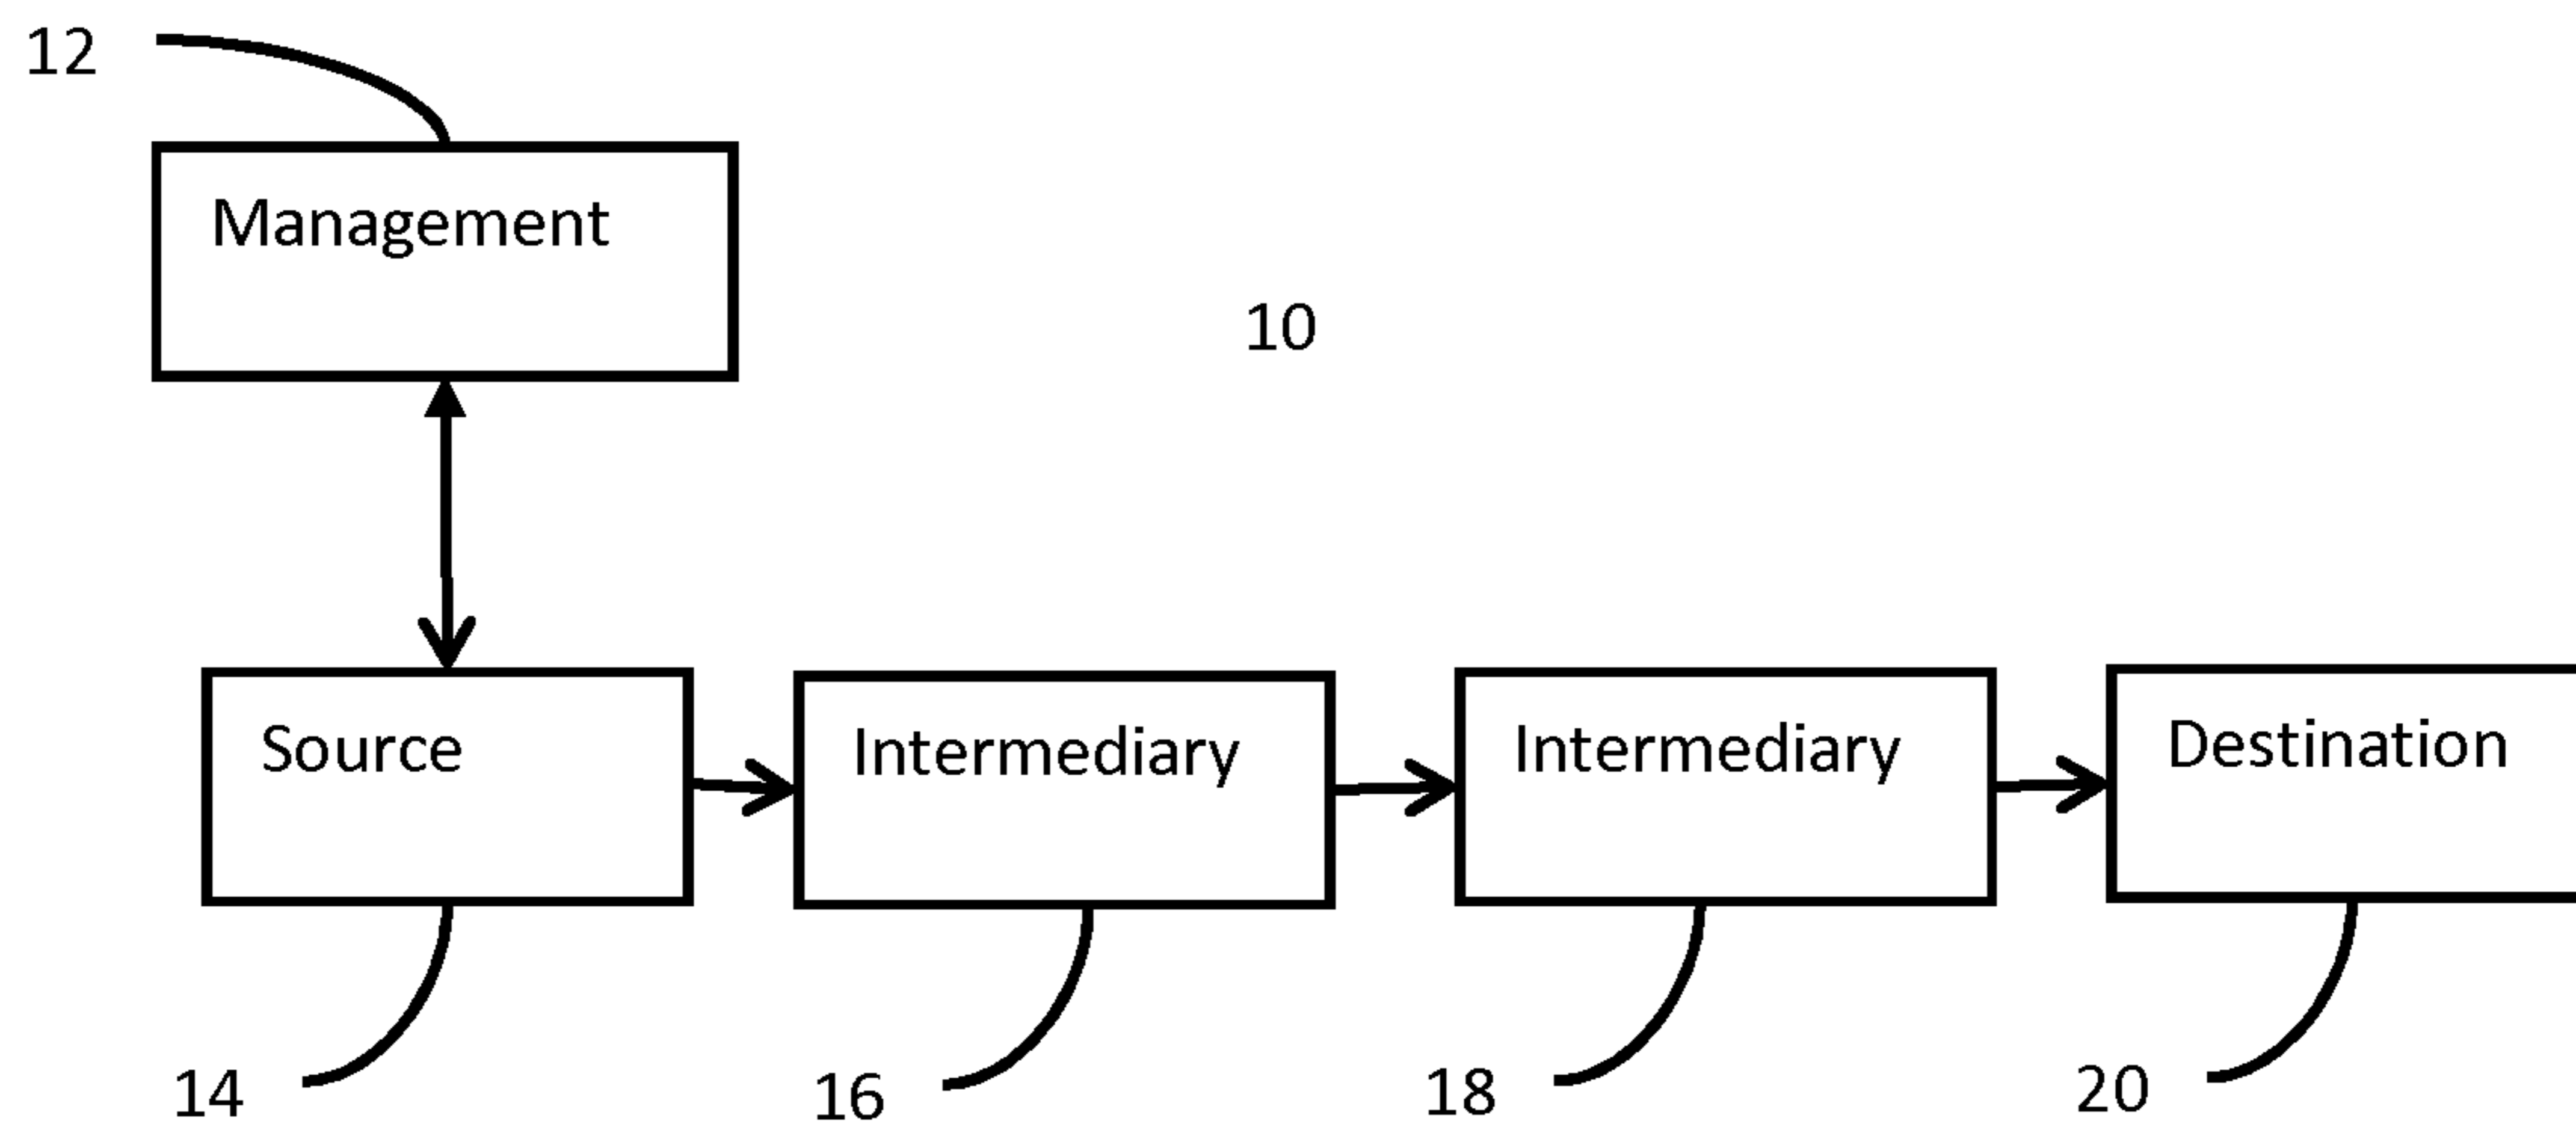 12
Management
10
Source
Intermediary
Intermediary
Destination
14
16
18
20